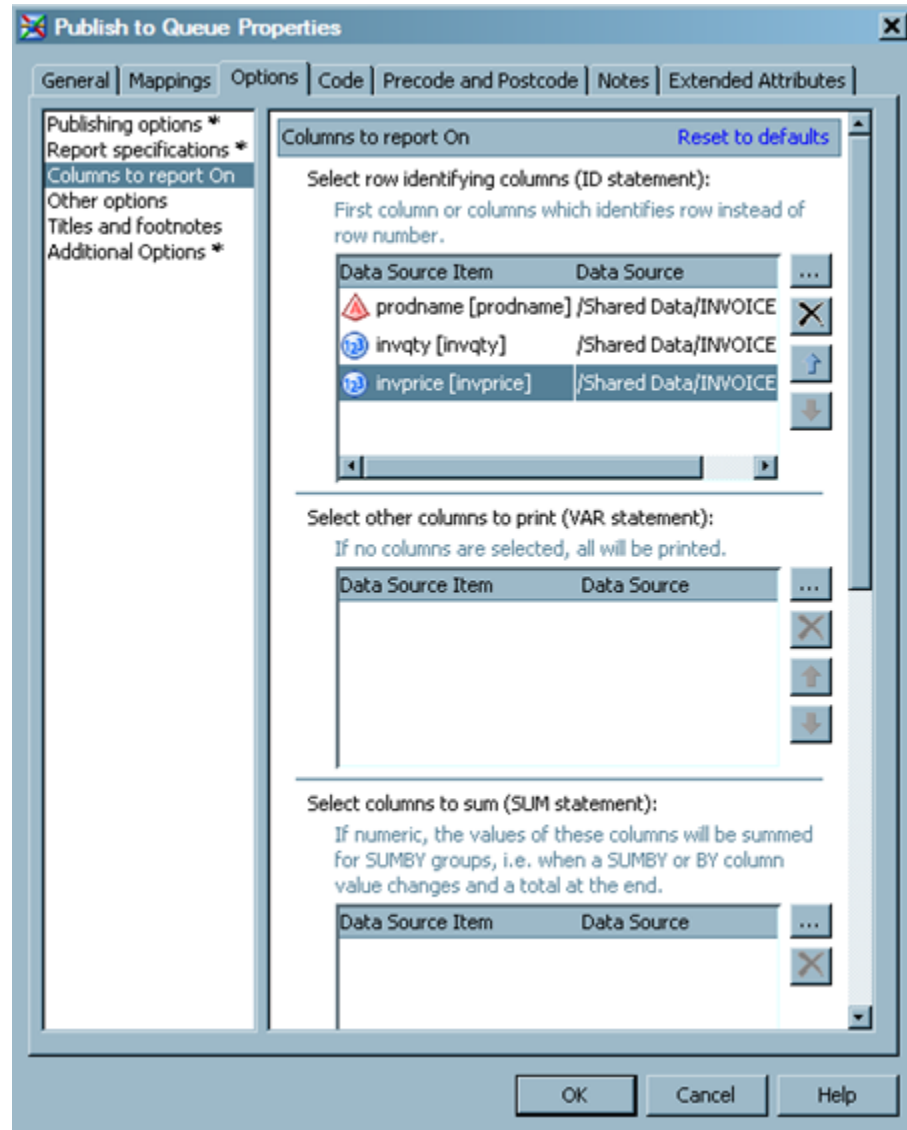 Publish to Queue Properties
General Mappings Options Code Precode and Postcode Notes Extended Attributes
Publishing options *
Report specifications *
Columns to report On
Other options
Titles and footnotes
Additional Options *
Columns to report On Reset to defaults
Select row identifying columns (ID statement):
First column or columns which identifies row instead of
row number.
Data Source Item Data Source ...
prodname [prodname] /Shared Data/INVOICE
123 invqty [invqty] /Shared Data/INVOICE
123 invprice [invprice] /Shared Data/INVOICE
Select other columns to print (VAR statement):
If no columns are selected, all will be printed.
Data Source Item Data Source ...
Select columns to sum (SUM statement):
If numeric, the values of these columns will be summed
for SUMBY groups, i.e. when a SUMBY or BY column
value changes and a total at the end.
Data Source Item Data Source ...
OK Cancel Help